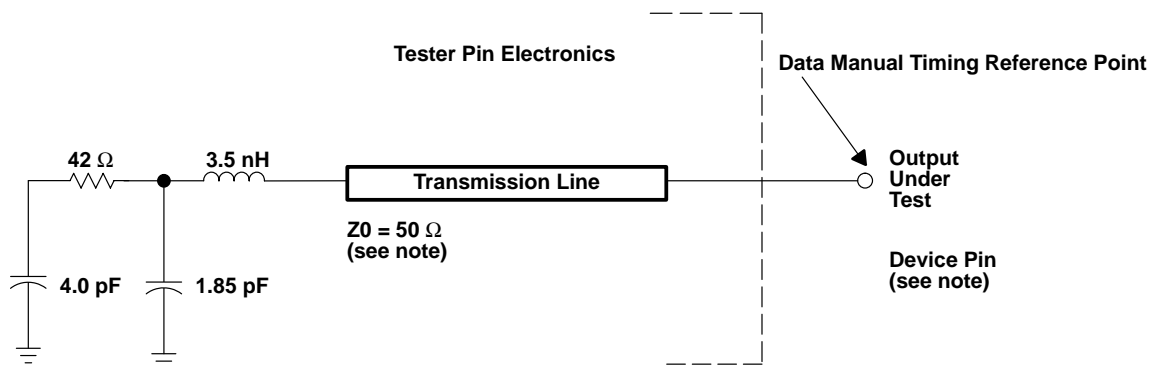 Tester Pin Electronics
Data Manual Timing Reference Point
42 Ω
3.5 nH
Transmission Line
Output
Under
Test
Z0 = 50 Ω
(see note)
Device Pin
(see note)
4.0 pF
1.85 pF